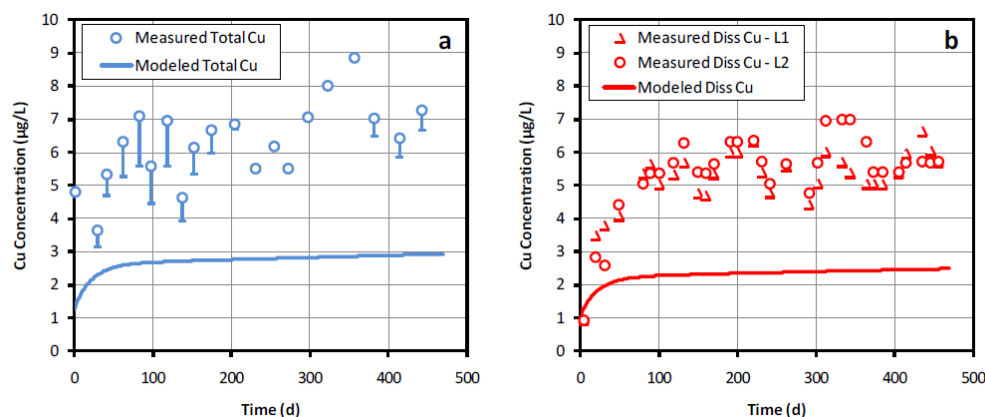 a
Measured Total Cu
Modeled Total Cu
Cu Concentration (µg/L)
10
9
8
7
6
5
4
3
2
1
0
0 100 200 300 400 500
Time (d)
b
Measured Diss Cu - L1
Measured Diss Cu - L2
Modeled Diss Cu
Cu Concentration (µg/L)
10
9
8
7
6
5
4
3
2
1
0
0 100 200 300 400 500
Time (d)